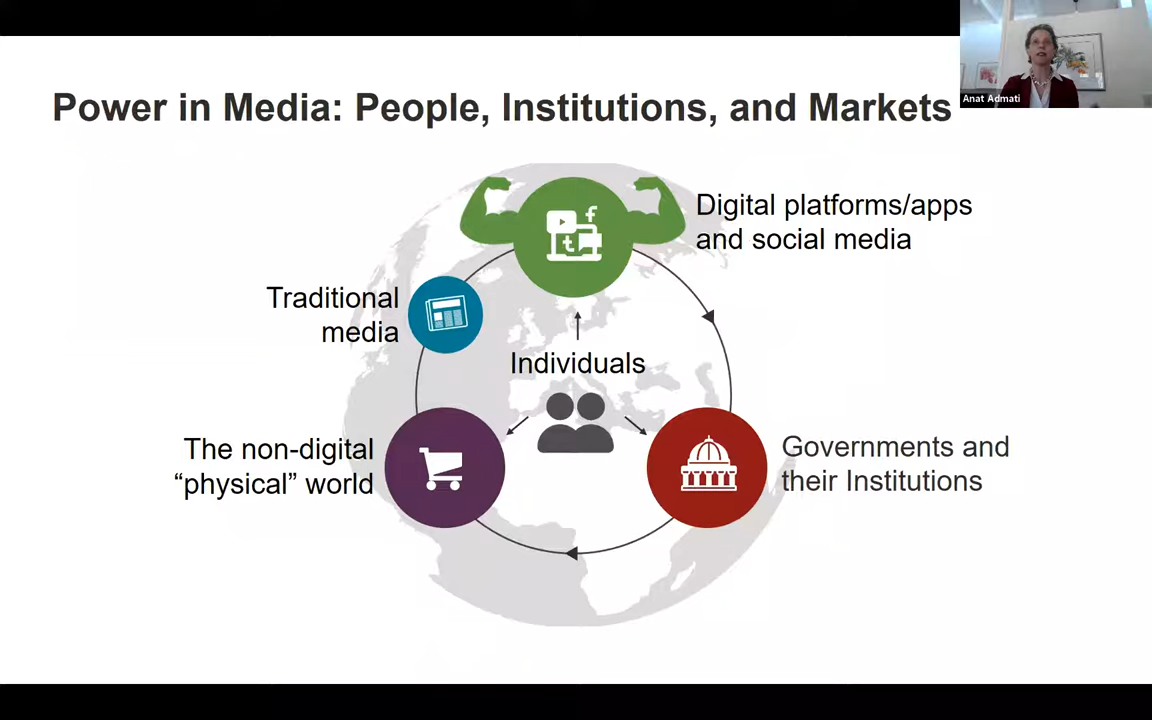 Anat Admati
Power in Media: People, Institutions, and Markets
Digital platforms/apps
and social media
Traditional
media
Individuals
The non-digital
“physical” world
Governments and
their Institutions